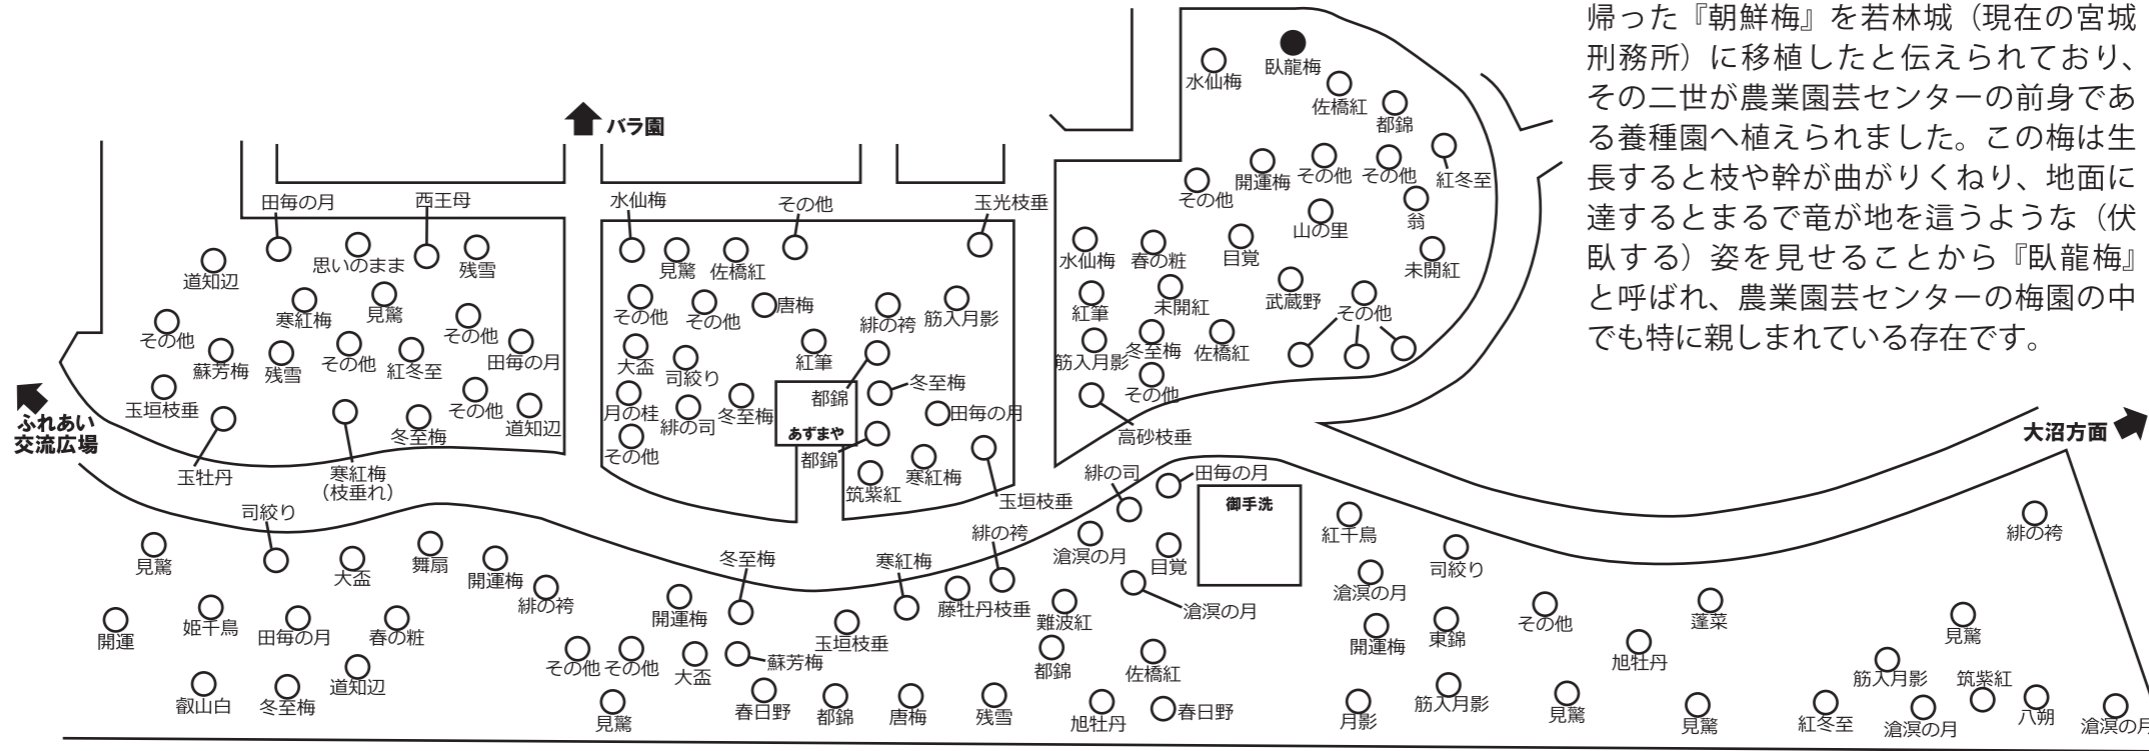 帰った『朝鮮梅』を若林城（現在の宮城
刑務所）に移植したと伝えられており、
その二世が農業園芸センターの前身であ
る養種園へ植えられました。この梅は生
長すると枝や幹が曲がりくねり、地面に
達するとまるで竜が地を這うような（伏
臥する）姿を見せることから『臥龍梅』
と呼ばれ、農業園芸センターの梅園の中
でも特に親しまれている存在です。
バラ園
ふれあい
交流広場
大沼方面
田毎の月
西王母
道知辺
思いのまま
残雪
寒紅梅
見驚
その他
その他
蘇芳梅
残雪
その他
紅冬至
田毎の月
玉垣枝垂
その他
道知辺
冬至梅
玉牡丹
寒紅梅
（枝垂れ）
水仙梅
その他
玉光枝垂
見驚
佐橋紅
その他
その他
唐梅
緋の袴
筋入月影
大盃
司絞り
紅筆
月の桂
緋の司
冬至梅
都錦
冬至梅
田毎の月
あずまや
その他
都錦
筑紫紅
寒紅梅
玉垣枝垂
水仙梅
臥龍梅
佐橋紅
都錦
その他
開運梅
その他
その他
紅冬至
山の里
翁
水仙梅
春の粧
目覚
未開紅
紅筆
未開紅
武蔵野
その他
筋入月影
冬至梅
佐橋紅
その他
高砂枝垂
司絞り
見驚
大盃
舞扇
開運梅
緋の袴
開運
姫千鳥
田毎の月
春の粧
叡山白
冬至梅
道知辺
開運梅
冬至梅
寒紅梅
緋の袴
緋の司
田毎の月
御手洗
滄溟の月
目覚
滄溟の月
藤牡丹枝垂
難波紅
玉垣枝垂
その他
その他
大盃
蘇芳梅
都錦
佐橋紅
見驚
春日野
都錦
唐梅
残雪
旭牡丹
春日野
紅千鳥
司絞り
滄溟の月
開運梅
東錦
その他
旭牡丹
蓬菜
緋の袴
見驚
筋入月影
筑紫紅
月影
筋入月影
見驚
見驚
紅冬至
滄溟の月
八朔
滄溟の月